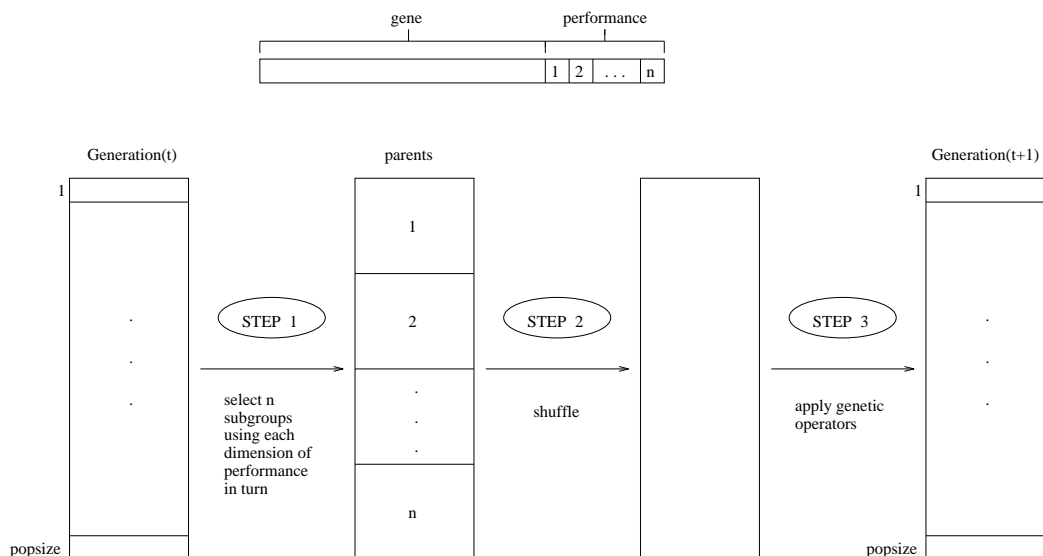 gene
performance
1 2 . . . n
Generation(t)
parents
Generation(t+1)
1
1
1
2
.
.
.
n
.
.
.
popsize
STEP 1
select n
subgroups
using each
dimension of
performance
in turn
STEP 2
shuffle
STEP 3
apply genetic
operators
.
.
.
popsize